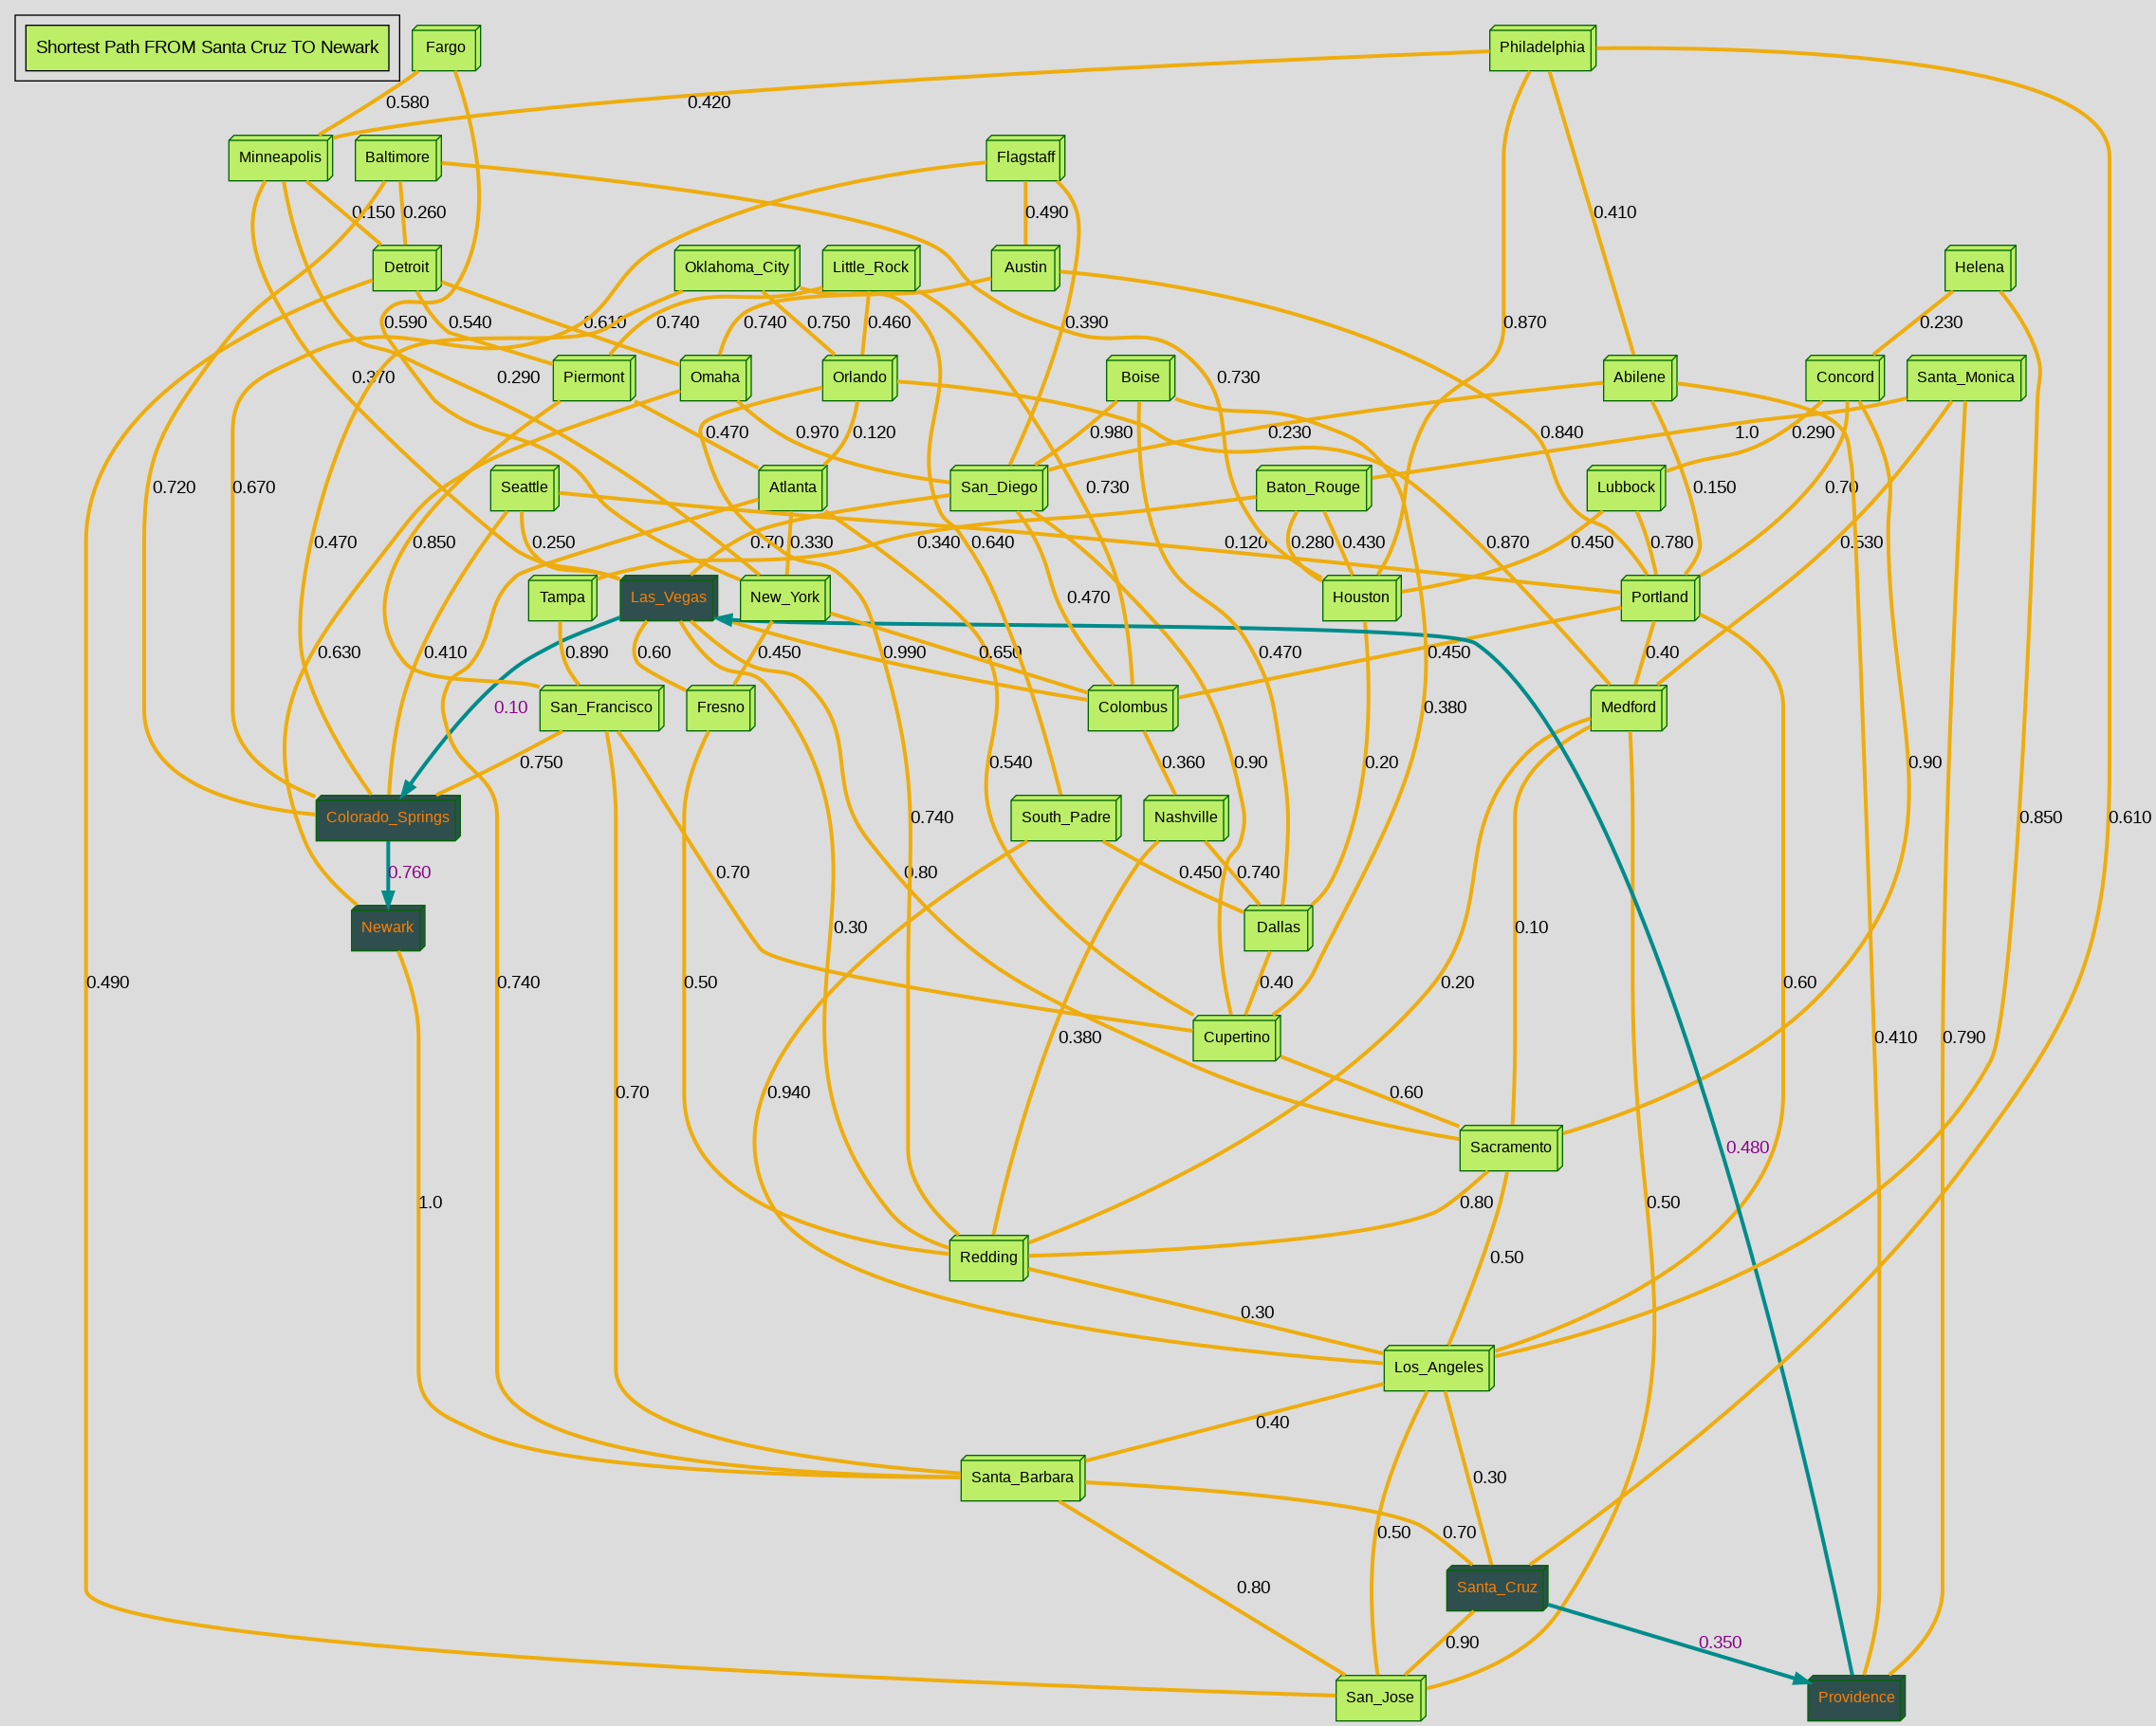 Shortest Path FROM Santa Cruz TO Newark
Fargo
Philadelphia
0.580
0.420
Minneapolis
Baltimore
Flagstaff
0.150
0.260
0.490
0.410
Detroit
Oklahoma_City
Little_Rock
Austin
Helena
0.590
0.540
0.610
0.740
0.740
0.750
0.460
0.390
0.870
0.230
Piermont
Omaha
Orlando
Boise
Abilene
Concord
Santa_Monica
0.370
0.290
0.730
0.470
0.970
0.120
0.980
0.230
0.840
1.0
0.290
Seattle
Atlanta
San_Diego
Baton_Rouge
Lubbock
0.720
0.670
0.730
0.150
0.70
0.470
0.850
0.250
0.70
0.330
0.340
0.640
0.120
0.280
0.430
0.870
0.450
0.780
0.530
Tampa
Las_Vegas
New_York
Houston
Portland
0.470
0.630
0.410
0.890
0.60
0.450
0.990
0.650
0.470
0.450
0.40
San_Francisco
Fresno
Colombus
Medford
0.10
0.380
0.750
0.540
0.360
0.90
0.20
0.90
Colorado_Springs
South_Padre
Nashville
0.740
0.850
0.610
0.760
0.70
0.80
0.450
0.740
Newark
Dallas
0.30
0.10
0.490
0.740
0.50
0.40
0.20
0.60
Cupertino
0.380
0.410
0.790
0.70
0.940
0.60
Sacramento
0.480
1.0
0.80
0.50
Redding
0.50
0.30
Los_Angeles
0.40
Santa_Barbara
0.30
0.50
0.70
0.80
Santa_Cruz
0.90
0.350
San_Jose
Providence